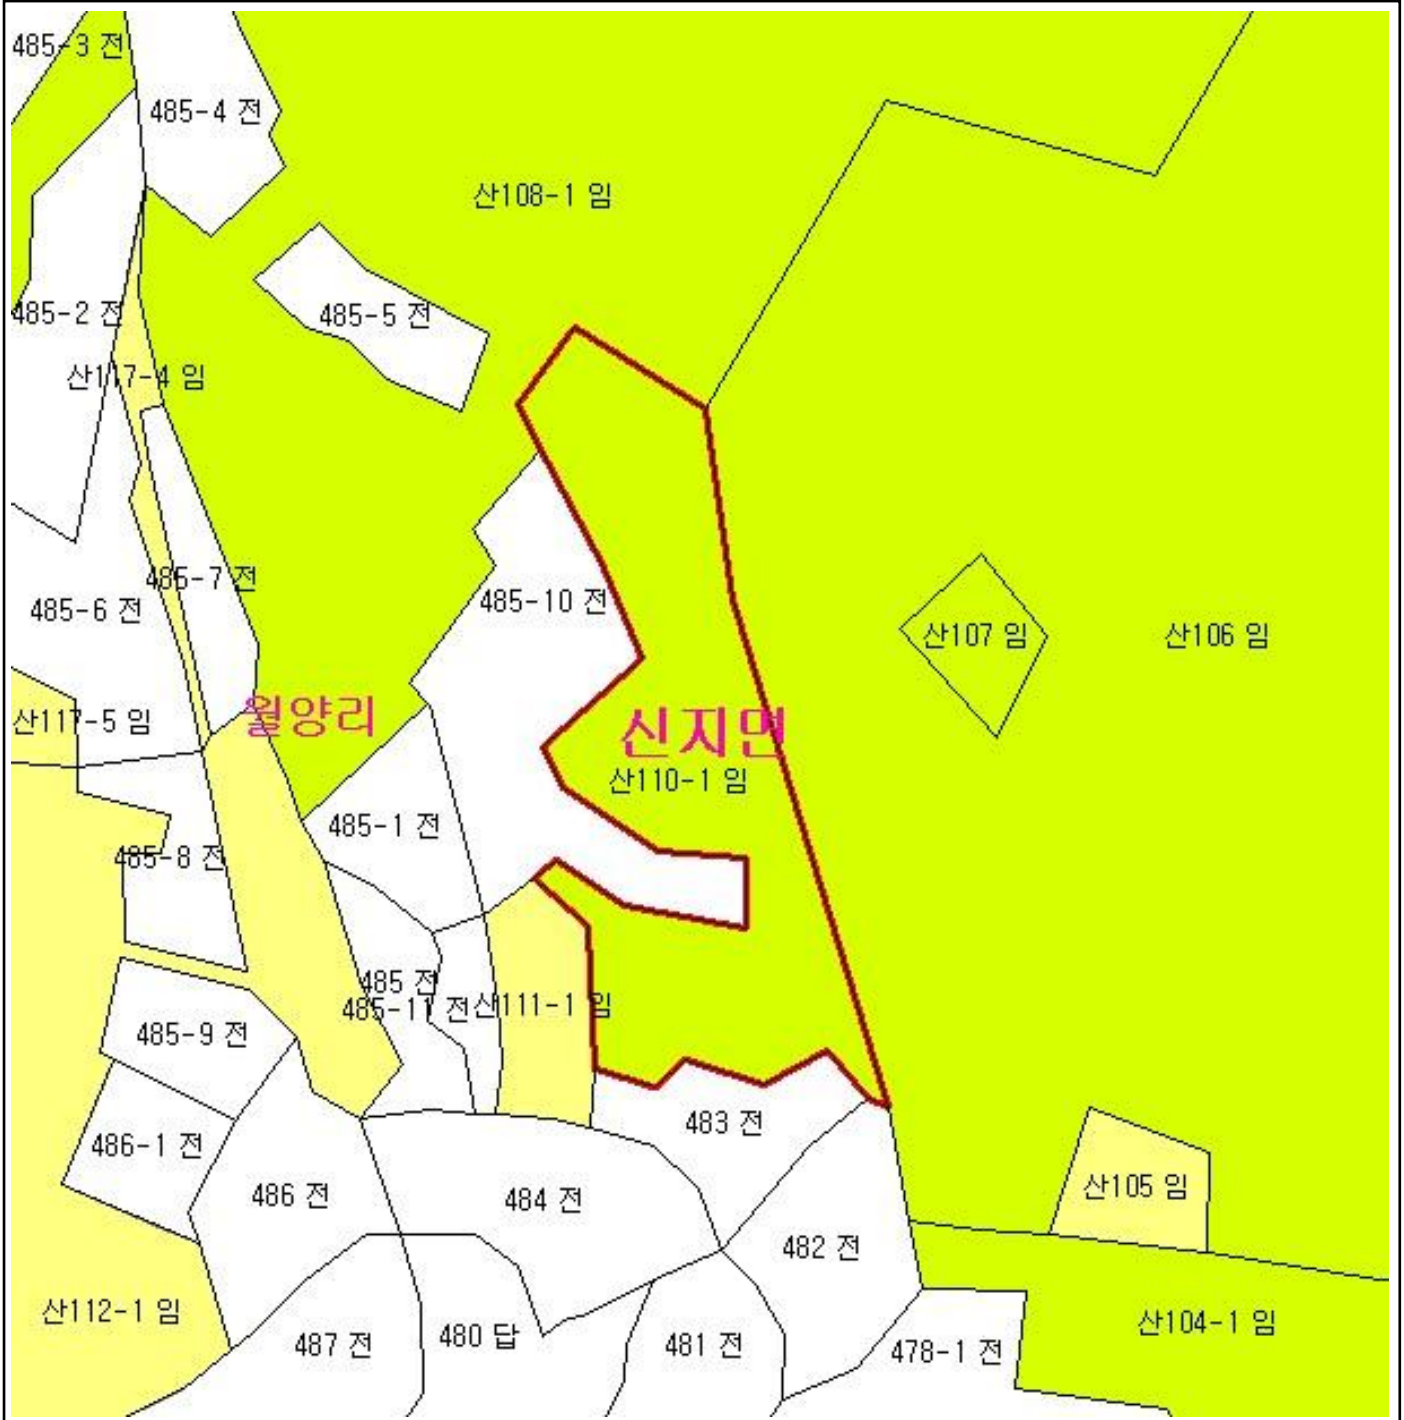 485-3 전
485-4 전
산108-1 임
485-2 전
485-5 전
산117-4 임
485-7 전
485-6 전
485-10 전
산107 임
산106 임
산117-5 임
월양리
신지면
산110-1 임
485-1 전
485-8 전
485 전
485-11 전
산111-1 임
485-9 전
483 전
486-1 전
486 전
484 전
산105 임
482 전
산112-1 임
487 전
480 답
481 전
478-1 전
산104-1 임